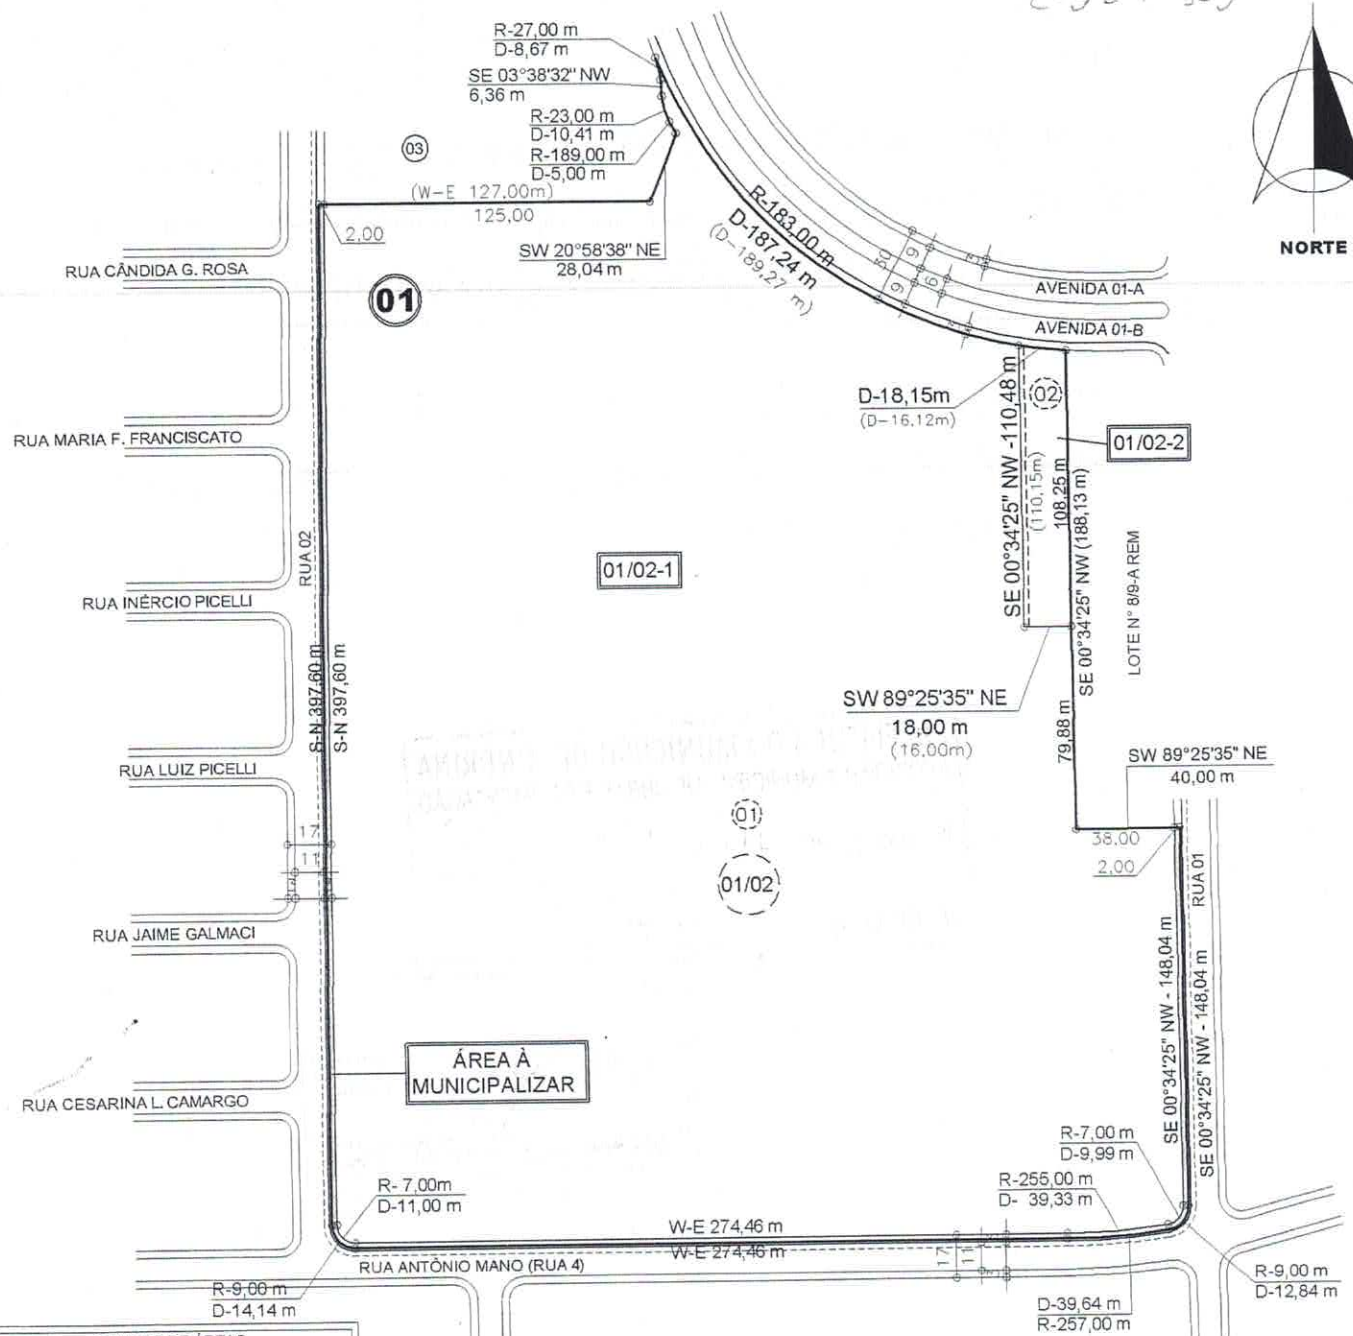 R-27,00 m
D-8,67 m
SE 03°38'32" NW
6,36 m
R-23,00 m
D-10,41 m
R-189,00 m
D-5,00 m
03
(W-E 127,00m)
125,00
2,00
SW 20°58'38" NE
28,04 m
R-183,00 m
D-187,24 m
(D-189,27 m)
30
9
6
9
2
NORTE
AVENIDA 01-A
AVENIDA 01-B
RUA CÂNDIDA G. ROSA
01
D-18,15m
(D-16,12m)
02
01/02-2
RUA MARIA F. FRANCISCATO
SE 00°34'25" NW -110,48 m
(110,15m)
108,25 m
SE 00°34'25" NW (188,13 m)
LOTE N° 8/9-A REM
RUA 02
01/02-1
RUA INÉRCIO PICELLI
S-N 397,60 m
S-N 397,60 m
SW 89°25'35" NE
18,00 m
(16,00m)
79,88 m
SW 89°25'35" NE
40,00 m
RUA LUIZ PICELLI
17
11
01
01/02
38,00
2,00
RUA 01
RUA JAIME GALMACI
SE 00°34'25" NW - 148,04 m
SE 00°34'25" NW - 148,04 m
ÁREA À
MUNICIPALIZAR
RUA CESARINA L. CAMARGO
R-7,00 m
D-9,99 m
R- 7,00m
D-11,00 m
R-255,00 m
D- 39,33 m
W-E 274,46 m
W-E 274,46 m
17
11
RUA ANTÔNIO MANO (RUA 4)
R-9,00 m
D-14,14 m
D-39,64 m
R-257,00 m
R-9,00 m
D-12,84 m